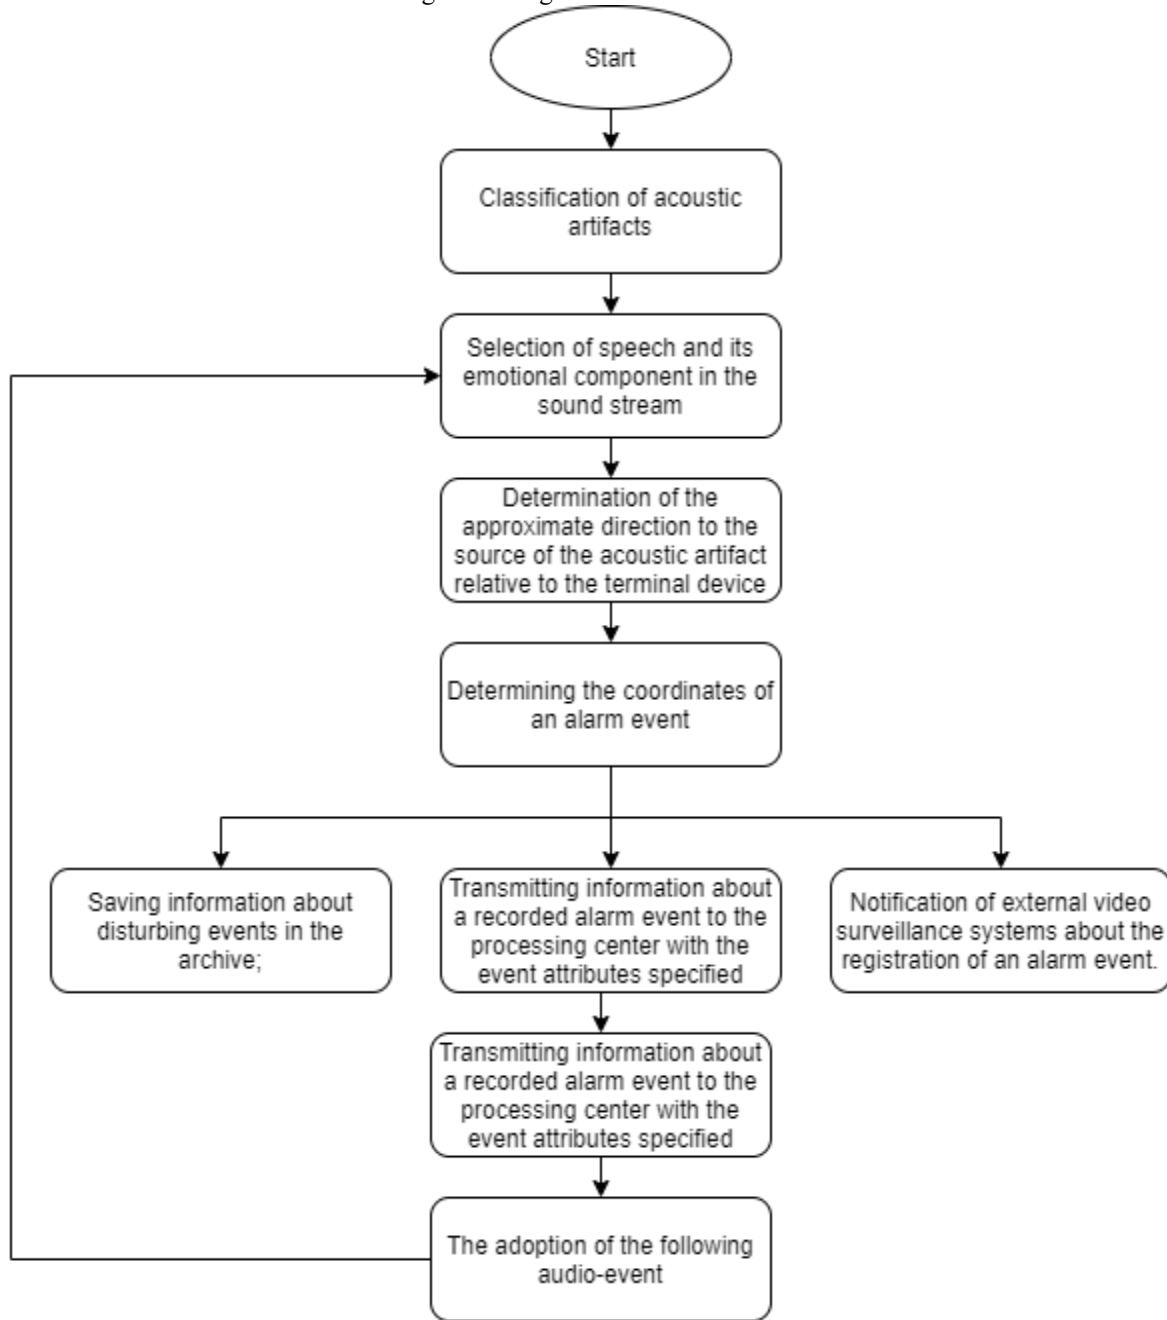 Start
Classification of acoustic
artifacts
Selection of speech and its
emotional component in the
sound stream
Determination of the
approximate direction to the
source of the acoustic artifact
relative to the terminal device
Determining the coordinates of
an alarm event
Saving information about
disturbing events in the
archive;
Transmitting information about
a recorded alarm event to the
processing center with the
event attributes specified
Notification of external video
surveillance systems about the
registration of an alarm event.
Transmitting information about
a recorded alarm event to the
processing center with the
event attributes specified
The adoption of the following
audio-event